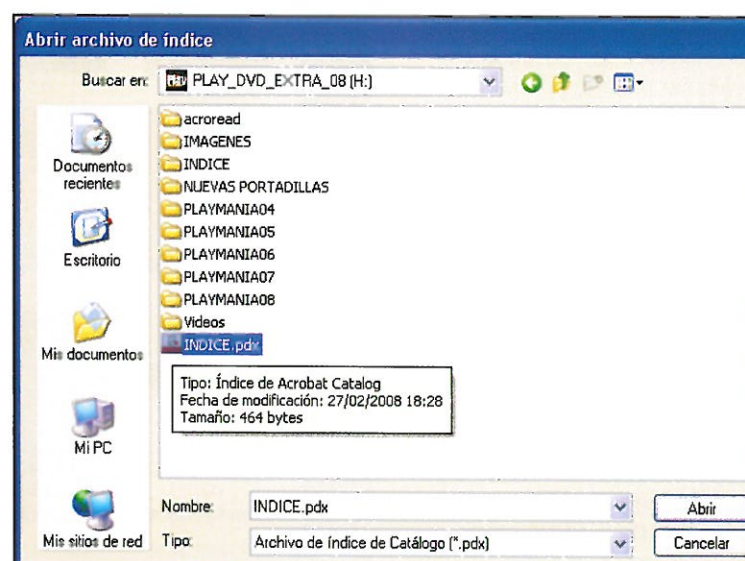 Abrir archivo de índice
Buscar en: PLAY_DVD_EXTRA_08 (H:)
acroread
IMAGENES
INDICE
NUEVAS PORTADILLAS
PLAYMANIA04
PLAYMANIA05
PLAYMANIA06
PLAYMANIA07
PLAYMANIA08
Videos
INDICE.pdx
Documentos
recientes
Escritorio
Mis documentos
Mi PC
Mis sitios de red
Tipo: Índice de Acrobat Catalog
Fecha de modificación: 27/02/2008 18:28
Tamaño: 464 bytes
Nombre: INDICE.pdx Abrir
Tipo: Archivo de índice de Catálogo (*.pdx) Cancelar